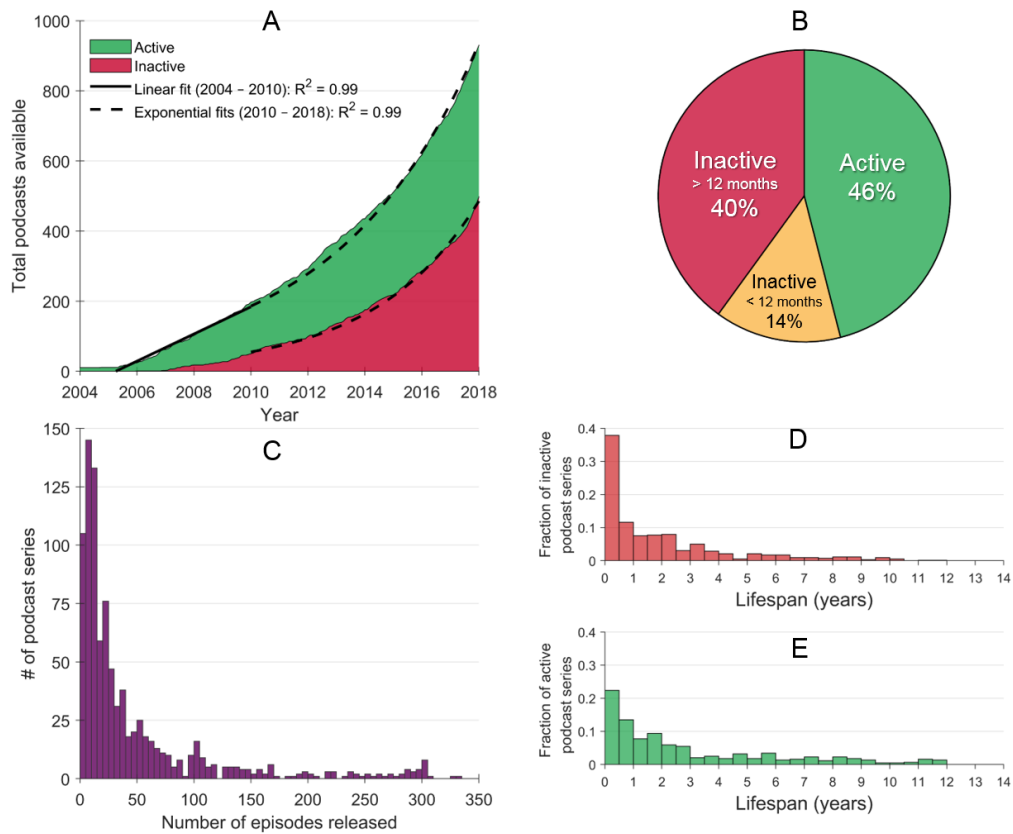 A
1000
800
600
400
200
0
Total podcasts available
Active
Inactive
Linear fit (2004 – 2010): R² = 0.99
Exponential fits (2010 – 2018): R² = 0.99
2004 2006 2008 2010 2012 2014 2016 2018
Year
B
Inactive
> 12 months
40%
Active
46%
Inactive
< 12 months
14%
C
150
125
100
75
50
25
0
# of podcast series
0 50 100 150 200 250 300 350
Number of episodes released
D
0.4
0.3
0.2
0.1
0
Fraction of inactive
podcast series
0 1 2 3 4 5 6 7 8 9 10 11 12 13 14
Lifespan (years)
E
0.4
0.3
0.2
0.1
0
Fraction of active
podcast series
0 1 2 3 4 5 6 7 8 9 10 11 12 13 14
Lifespan (years)